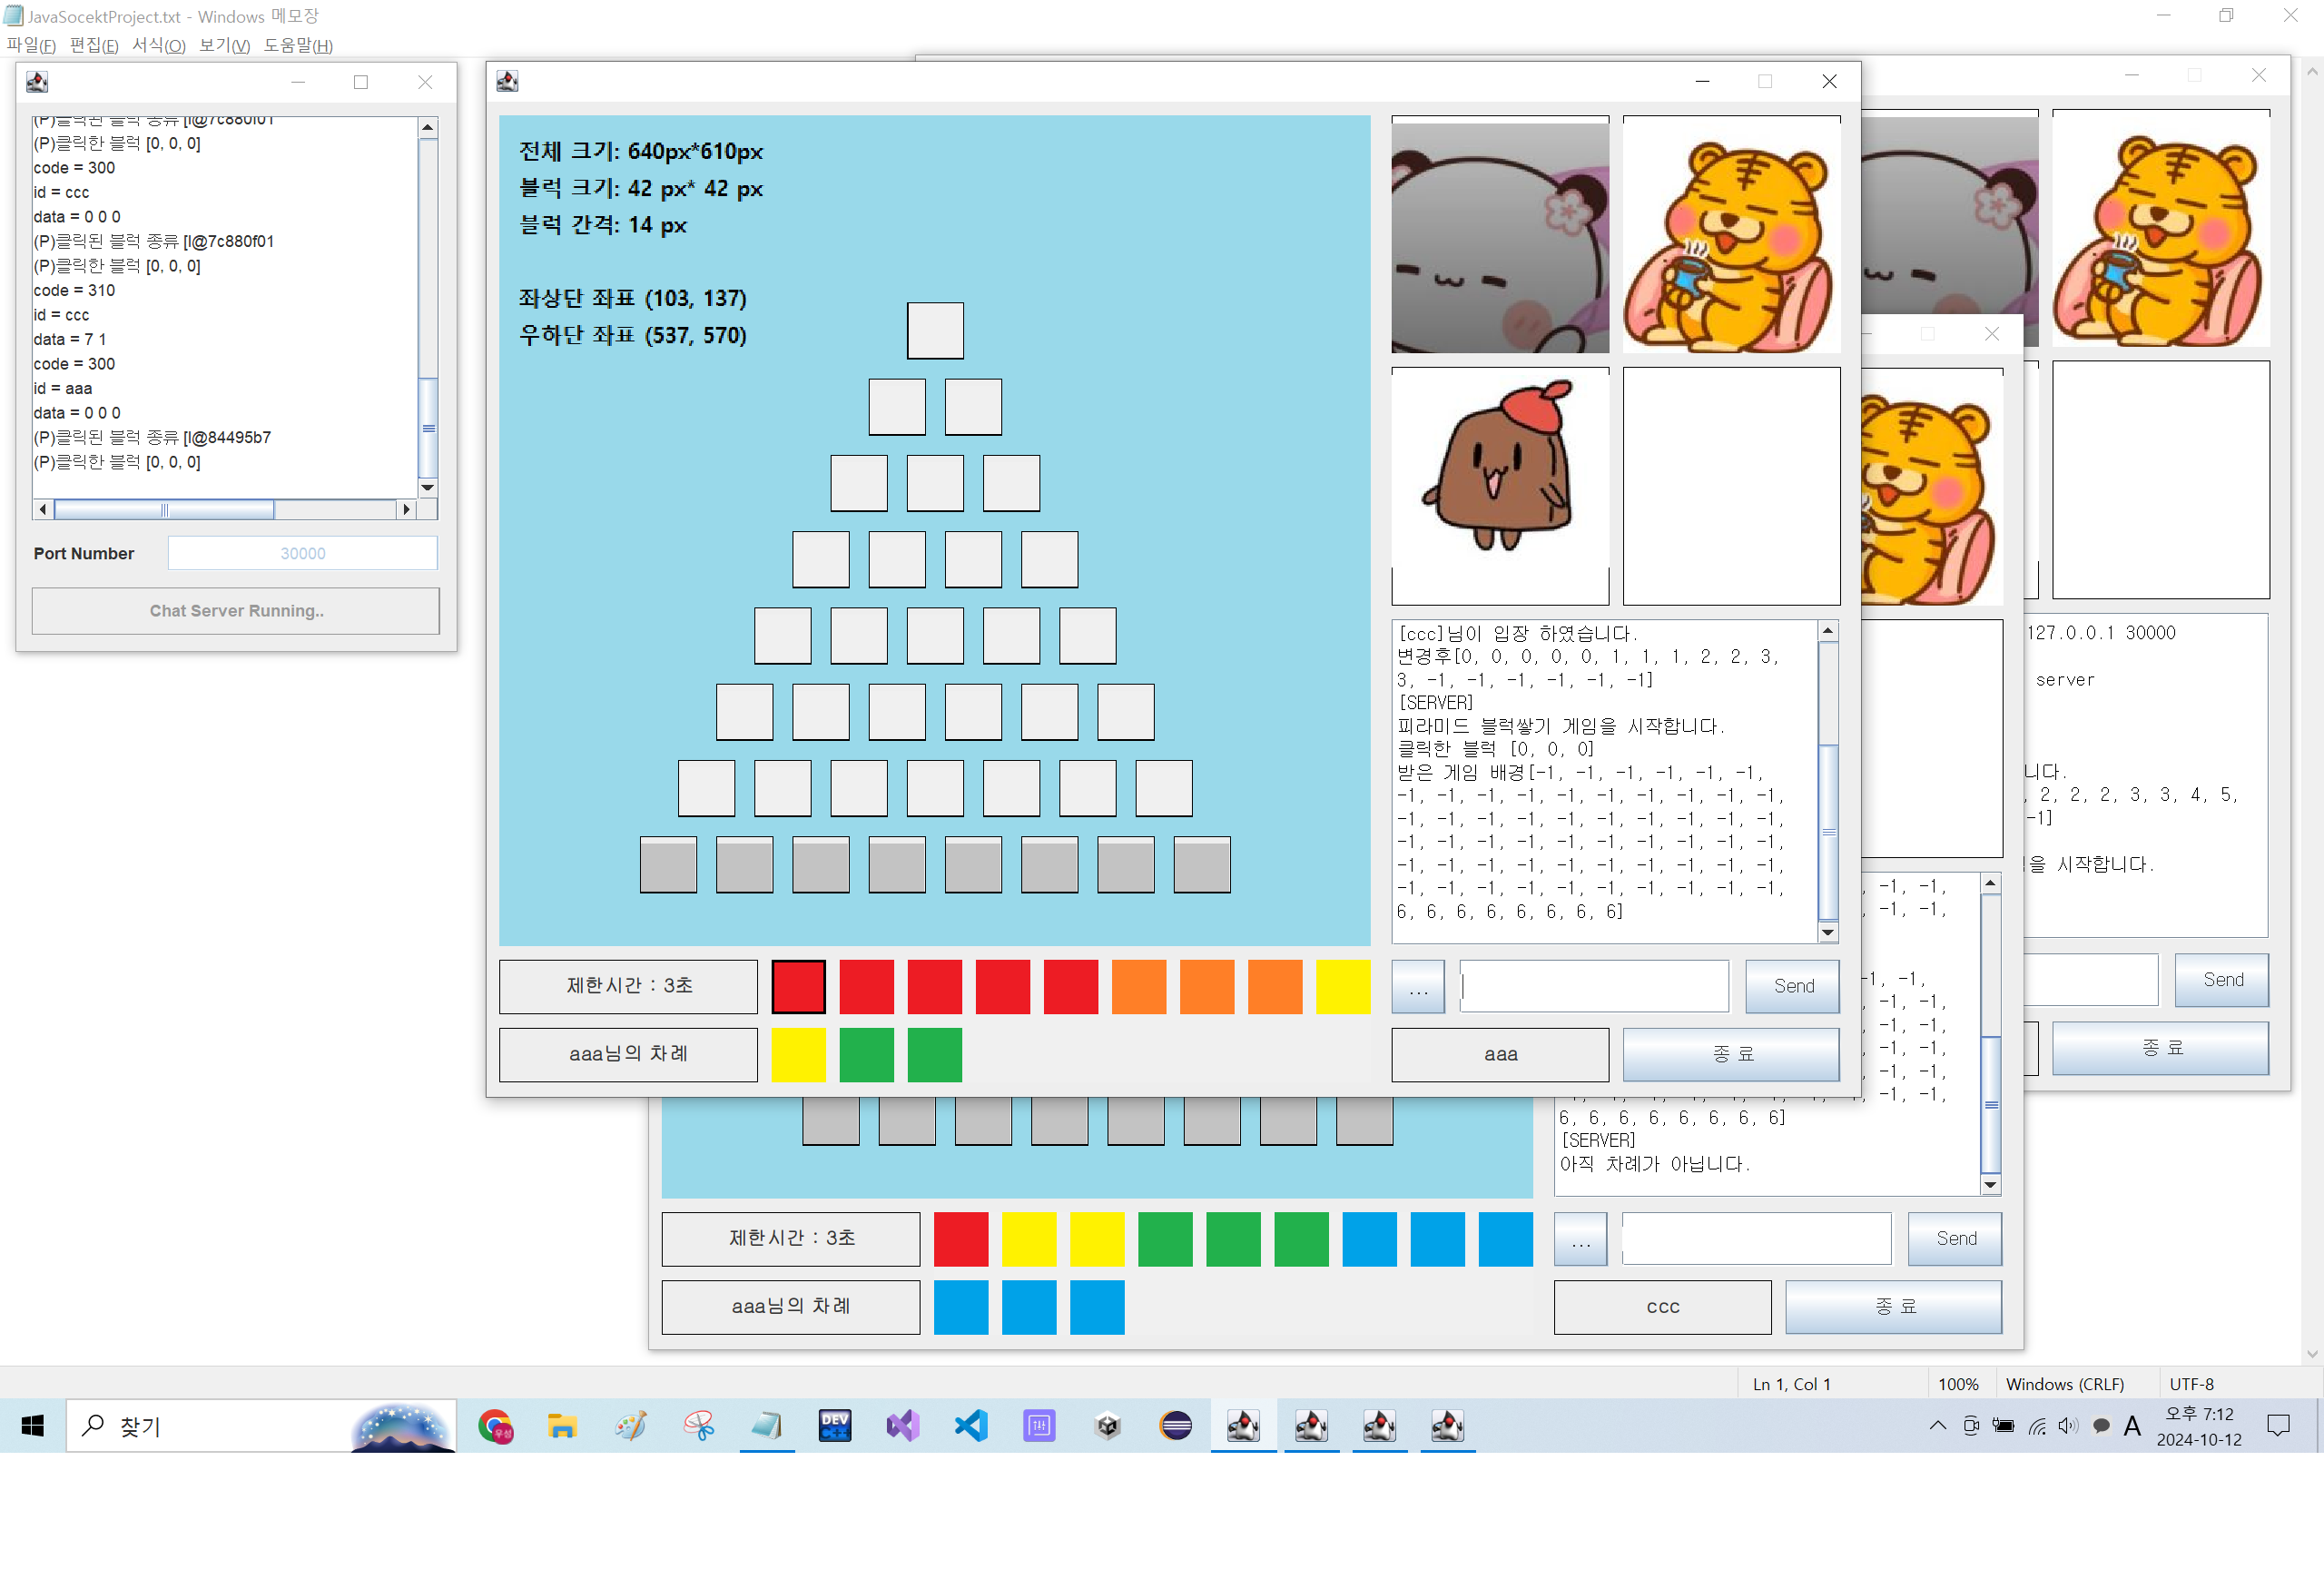 JavaSocektProject.txt - Windows 메모장
파일(F) 편집(E) 서식(O) 보기(V) 도움말(H)
(P)클릭된 블럭 종류 [I@7c880f01
(P)클릭한 블럭 [0, 0, 0]
code = 300
id = ccc
data = 0 0 0
(P)클릭된 블럭 종류 [I@7c880f01
(P)클릭한 블럭 [0, 0, 0]
code = 310
id = ccc
data = 7 1
code = 300
id = aaa
data = 0 0 0
(P)클릭된 블럭 종류 [I@84495b7
(P)클릭한 블럭 [0, 0, 0]
Port Number 30000
Chat Server Running..
전체 크기: 640px*610px
블럭 크기: 42 px* 42 px
블럭 간격: 14 px
좌상단 좌표 (103, 137)
우하단 좌표 (537, 570)
[ccc]님이 입장 하였습니다.
변경후[0, 0, 0, 0, 0, 1, 1, 1, 2, 2, 3,
3, -1, -1, -1, -1, -1, -1]
[SERVER]
피라미드 블럭쌓기 게임을 시작합니다.
클릭한 블럭 [0, 0, 0]
받은 게임 배경[-1, -1, -1, -1, -1, -1,
-1, -1, -1, -1, -1, -1, -1, -1, -1, -1,
-1, -1, -1, -1, -1, -1, -1, -1, -1, -1,
-1, -1, -1, -1, -1, -1, -1, -1, -1, -1,
-1, -1, -1, -1, -1, -1, -1, -1, -1, -1,
-1, -1, -1, -1, -1, -1, -1, -1, -1, -1,
6, 6, 6, 6, 6, 6, 6, 6]
제한시간 : 3초
... Send
aaa님의 차례
aaa
종 료
127.0.0.1 30000
server
니다.
, 2, 2, 2, 3, 3, 4, 5,
-1]
을 시작합니다.
Send
종 료
, -1, -1,
, -1, -1,
-1, -1,
, -1, -1,
, -1, -1,
, -1, -1,
, -1, -1,
, -1, -1,
6, 6, 6, 6, 6, 6, 6, 6]
[SERVER]
아직 차례가 아닙니다.
제한시간 : 3초
... Send
aaa님의 차례
ccc
종 료
Ln 1, Col 1 100% Windows (CRLF) UTF-8
찾기
우성
DEV
C++
A
오후 7:12
2024-10-12